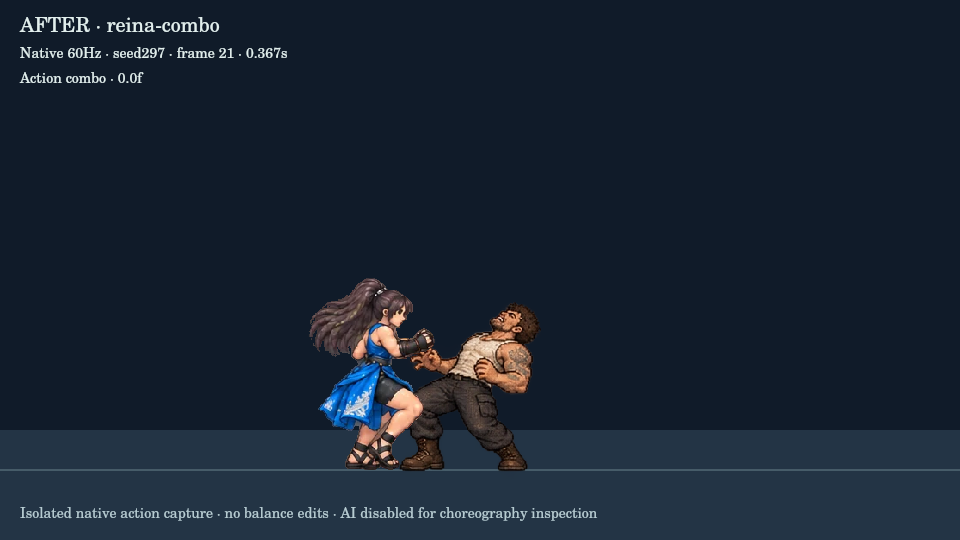 AFTER · reina-combo
Native 60Hz · seed297 · frame 21 · 0.367s
Action combo · 0.0f
Isolated native action capture · no balance edits · AI disabled for choreography inspection